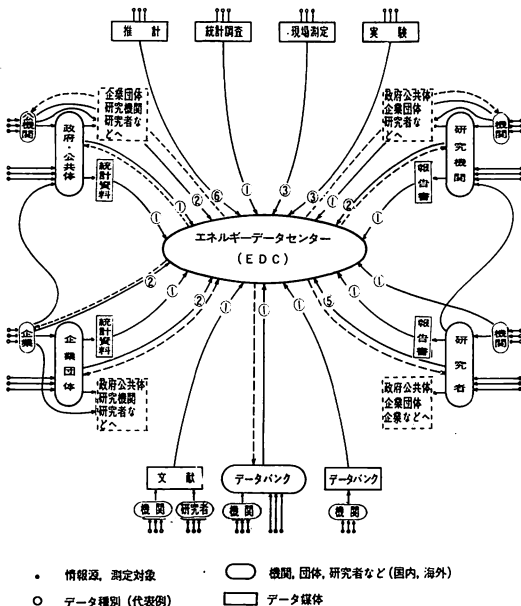 推計
統計調査
現場測定
実験
公機関
政府・公共体
企業団体
研究機関
研究者な
どへ
統計資料
政府公共体
企業団体
研究者な
どへ
研究機関
機関
報告書
①
①
②
⑥
①
③
③
①
②
①
エネルギーデータセンター
(EDC)
②
①
②
①
①
①
⑤
①
①
企業
企業団体
統計資料
政府公共体
研究機関
研究者な
どへ
報告書
研究者
機関
政府公共体
企業団体
企業などへ
文献
データバンク
データバンク
機関
研究者
機関
機関
• 情報源,測定対象
機関,団体,研究者など(国内,海外)
○ データ種別(代表例)
データ媒体